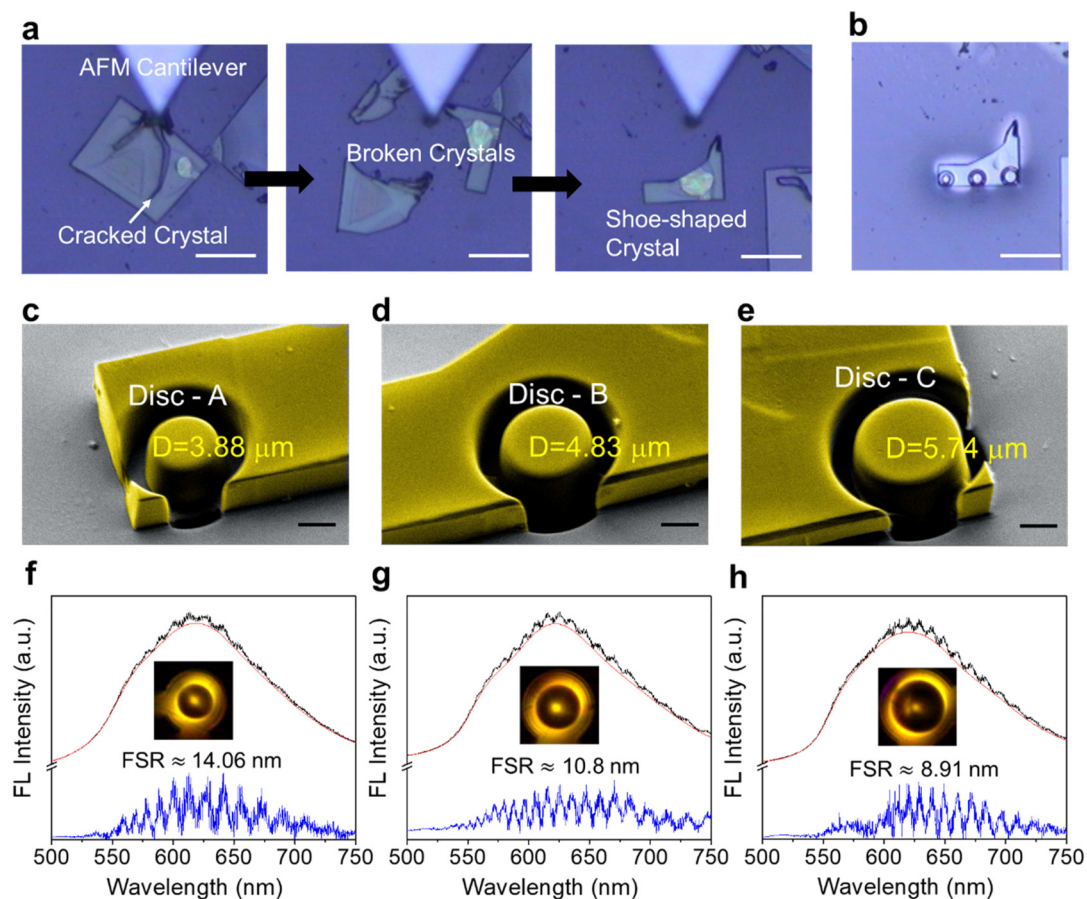 a
b
AFM Cantilever
Cracked Crystal
Broken Crystals
Shoe-shaped
Crystal
c
d
e
Disc - A
D=3.88 μm
Disc - B
D=4.83 μm
Disc - C
D=5.74 μm
f
g
h
FL Intensity (a.u.)
FSR ≈ 14.06 nm
500 550 600 650 700 750
Wavelength (nm)
FL Intensity (a.u.)
FSR ≈ 10.8 nm
500 550 600 650 700 750
Wavelength (nm)
FL Intensity (a.u.)
FSR ≈ 8.91 nm
500 550 600 650 700 750
Wavelength (nm)